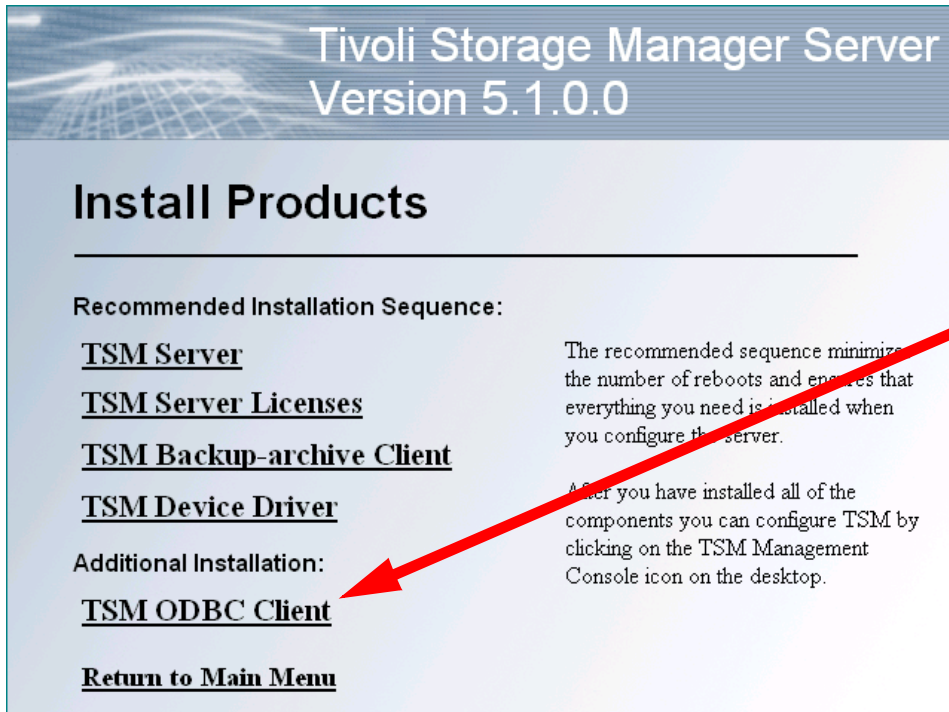 Tivoli Storage Manager Server
Version 5.1.0.0
Install Products
Recommended Installation Sequence:
TSM Server
TSM Server Licenses
TSM Backup-archive Client
TSM Device Driver
Additional Installation:
TSM ODBC Client
Return to Main Menu
The recommended sequence minimizes
the number of reboots and ensures that
everything you need is installed when
you configure the server.
After you have installed all of the
components you can configure TSM by
clicking on the TSM Management
Console icon on the desktop.